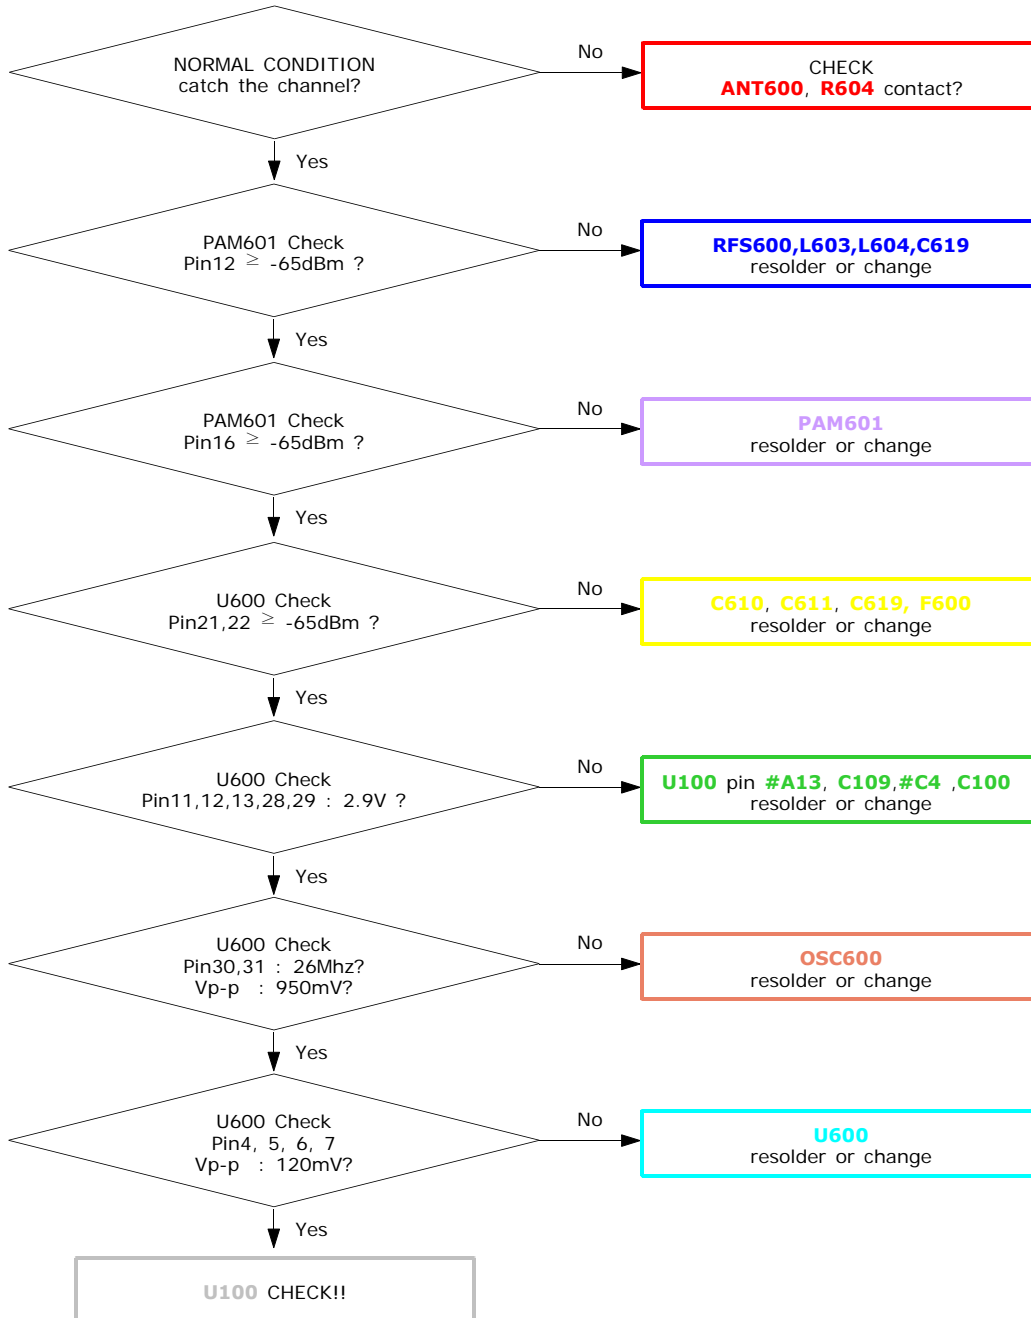 NORMAL CONDITION
catch the channel?
No
CHECK
ANT600, R604 contact?
Yes
PAM601 Check
Pin12 ≥ -65dBm ?
No
RFS600,L603,L604,C619
resolder or change
Yes
PAM601 Check
Pin16 ≥ -65dBm ?
No
PAM601
resolder or change
Yes
U600 Check
Pin21,22 ≥ -65dBm ?
No
C610, C611, C619, F600
resolder or change
Yes
U600 Check
Pin11,12,13,28,29 : 2.9V ?
No
U100 pin #A13, C109,#C4 ,C100
resolder or change
Yes
U600 Check
Pin30,31 : 26Mhz?
Vp-p : 950mV?
No
OSC600
resolder or change
Yes
U600 Check
Pin4, 5, 6, 7
Vp-p : 120mV?
No
U600
resolder or change
Yes
U100 CHECK!!